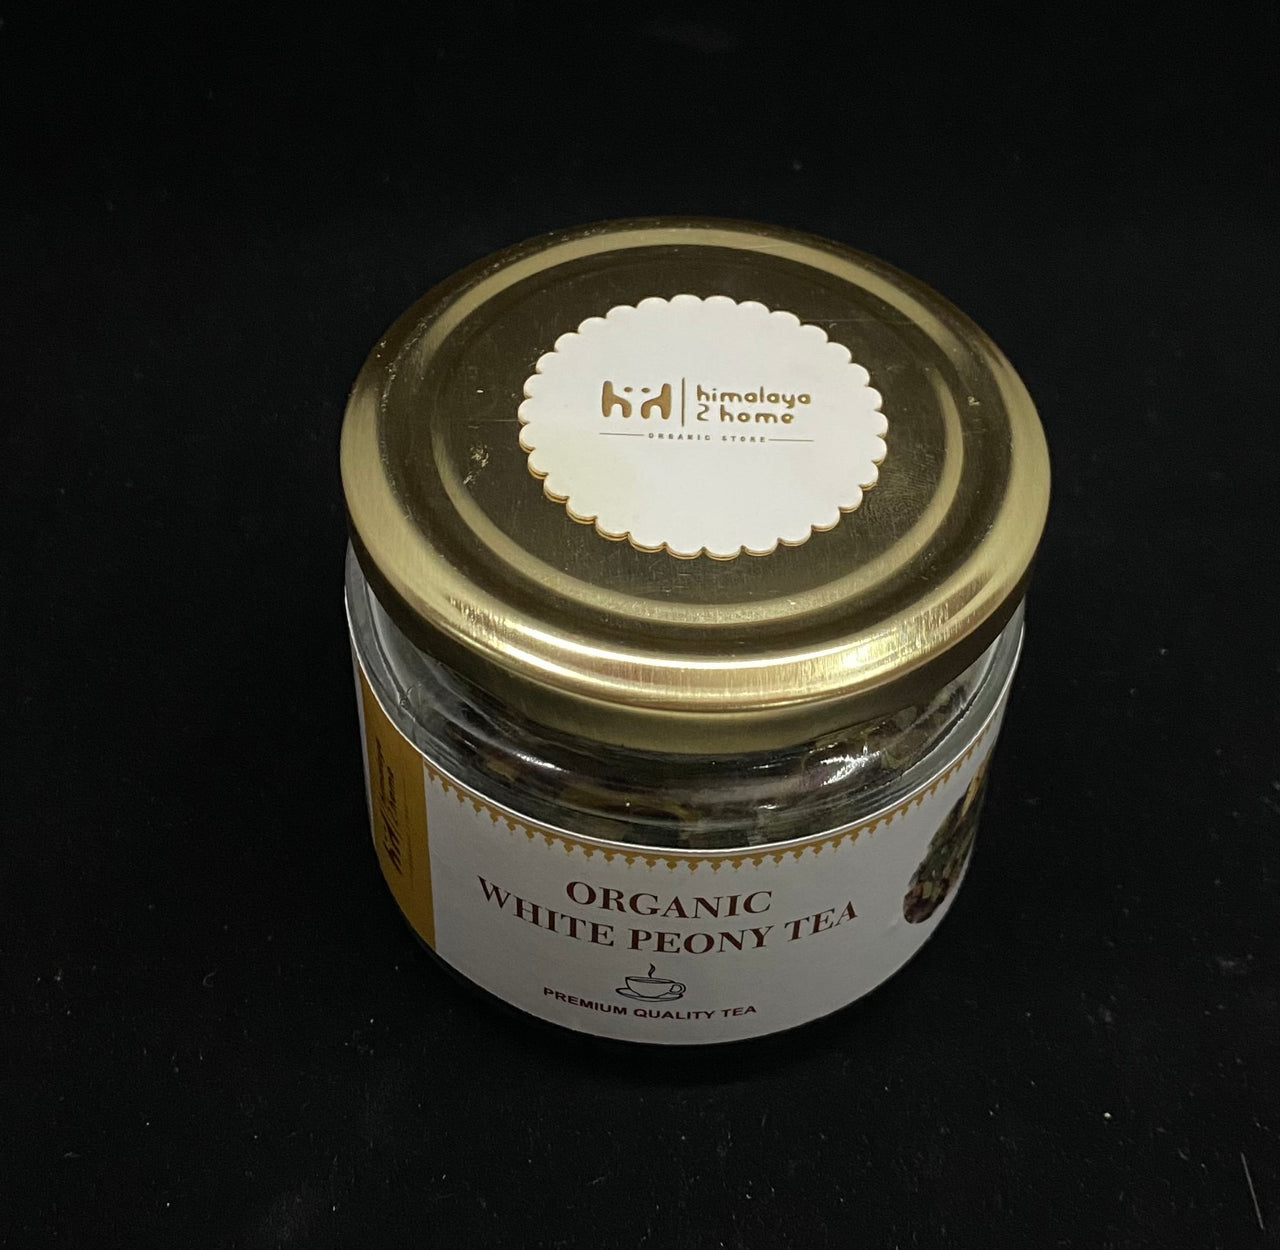 himalaya
2 home
ORGANIC STORE
ORGANIC
WHITE PEONY TEA
PREMIUM QUALITY TEA